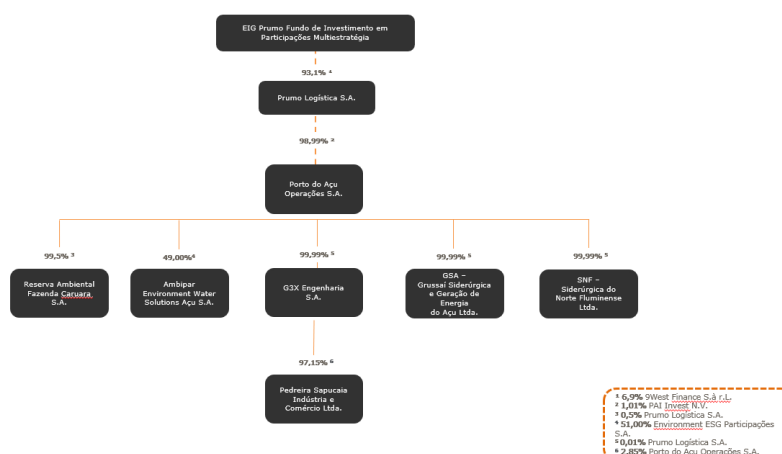 EIG Prumo Fundo de Investimento em
Participações Multiestratégia
93,1% ¹
Prumo Logística S.A.
98,99% ²
Porto do Açu
Operações S.A.
99,5% ³
49,00%⁴
99,99% ⁵
99,99% ⁵
99,99% ⁵
Reserva Ambiental
Fazenda Caruara
S.A.
Ambipar
Environment Water
Solutions Açu S.A.
G3X Engenharia
S.A.
GSA –
Grussaí Siderúrgica
e Geração de
Energia
do Açu Ltda.
SNF –
Siderúrgica do
Norte Fluminense
Ltda.
97,15% ⁶
Pedreira Sapucaia
Indústria e
Comércio Ltda.
¹ 6,9% 9West Finance S.à r.L.
² 1,01% PAI Invest N.V.
³ 0,5% Prumo Logística S.A.
⁴ 51,00% Environment ESG Participações
S.A.
⁵ 0,01% Prumo Logística S.A.
⁶ 2,85% Porto do Açu Operações S.A.